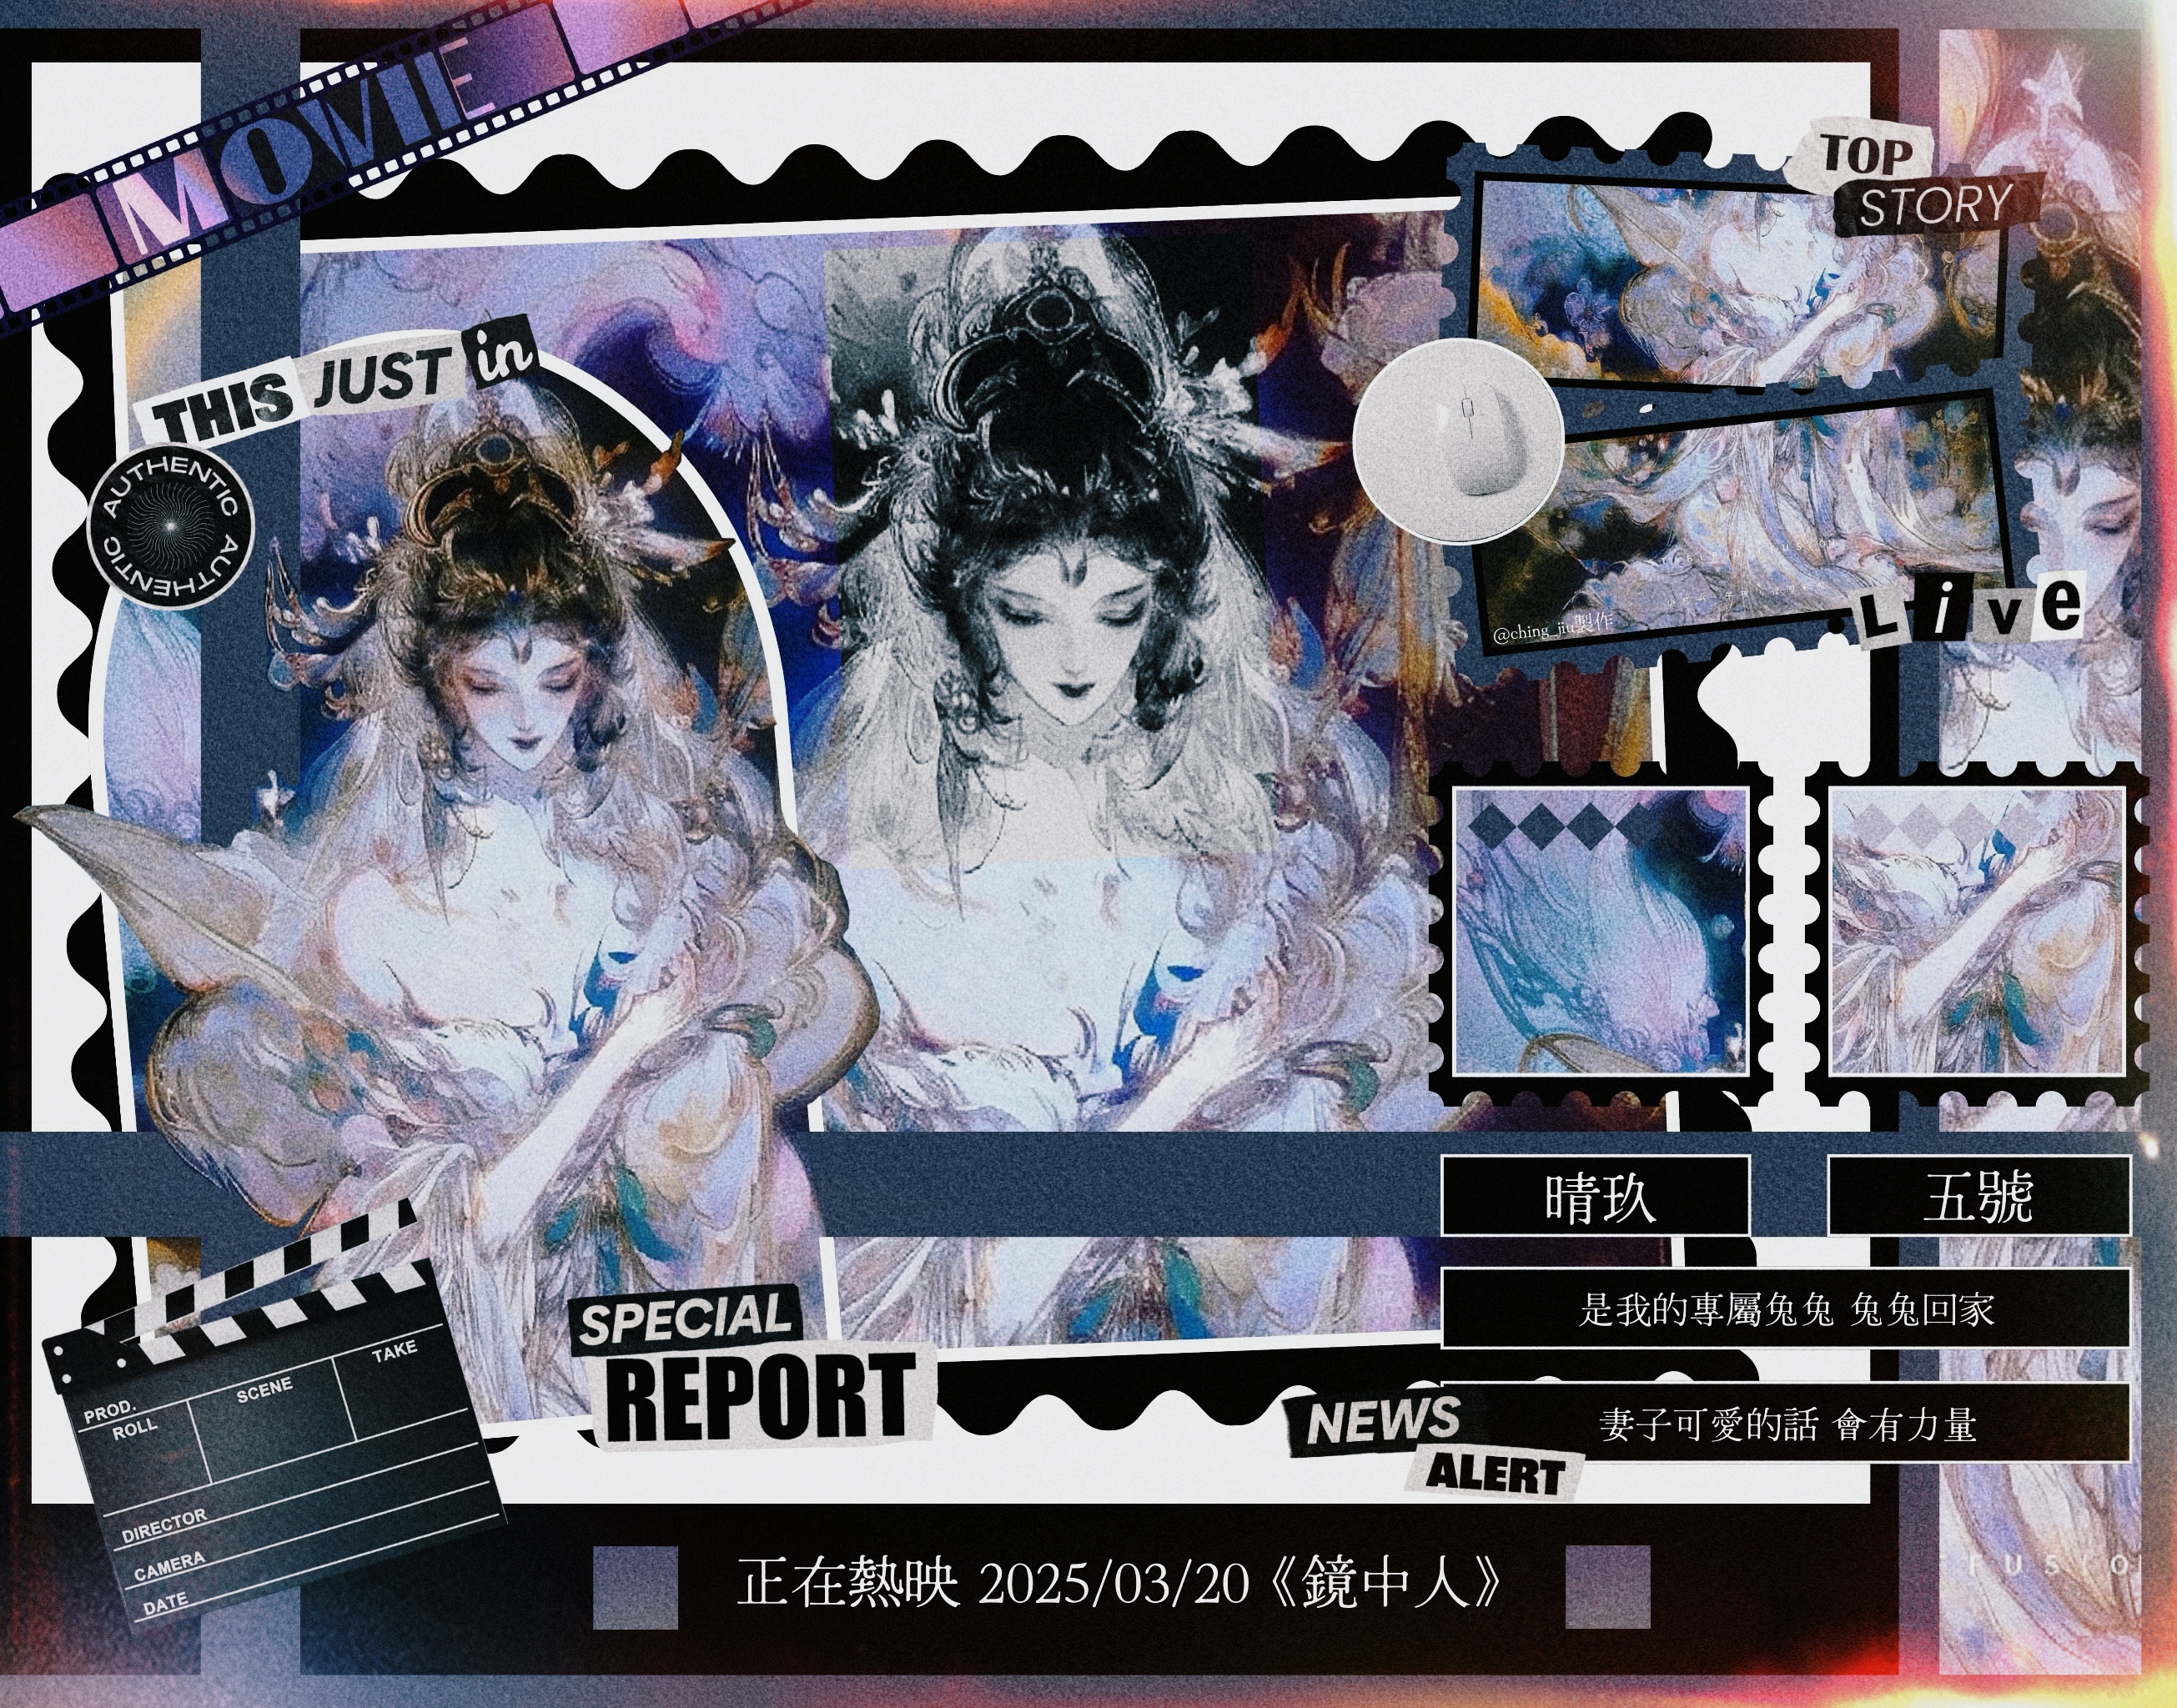 MOVIE
TOP
STORY
THIS JUST in
AUTHENTIC AUTHENTIC
@ching_jiu製作
Live
晴玖
五號
是我的專屬兔兔 兔兔回家
妻子可愛的話 會有力量
SPECIAL
REPORT
NEWS
ALERT
PROD.
ROLL
SCENE
TAKE
DIRECTOR
CAMERA
DATE
正在熱映 2025/03/20《鏡中人》
FUSIO